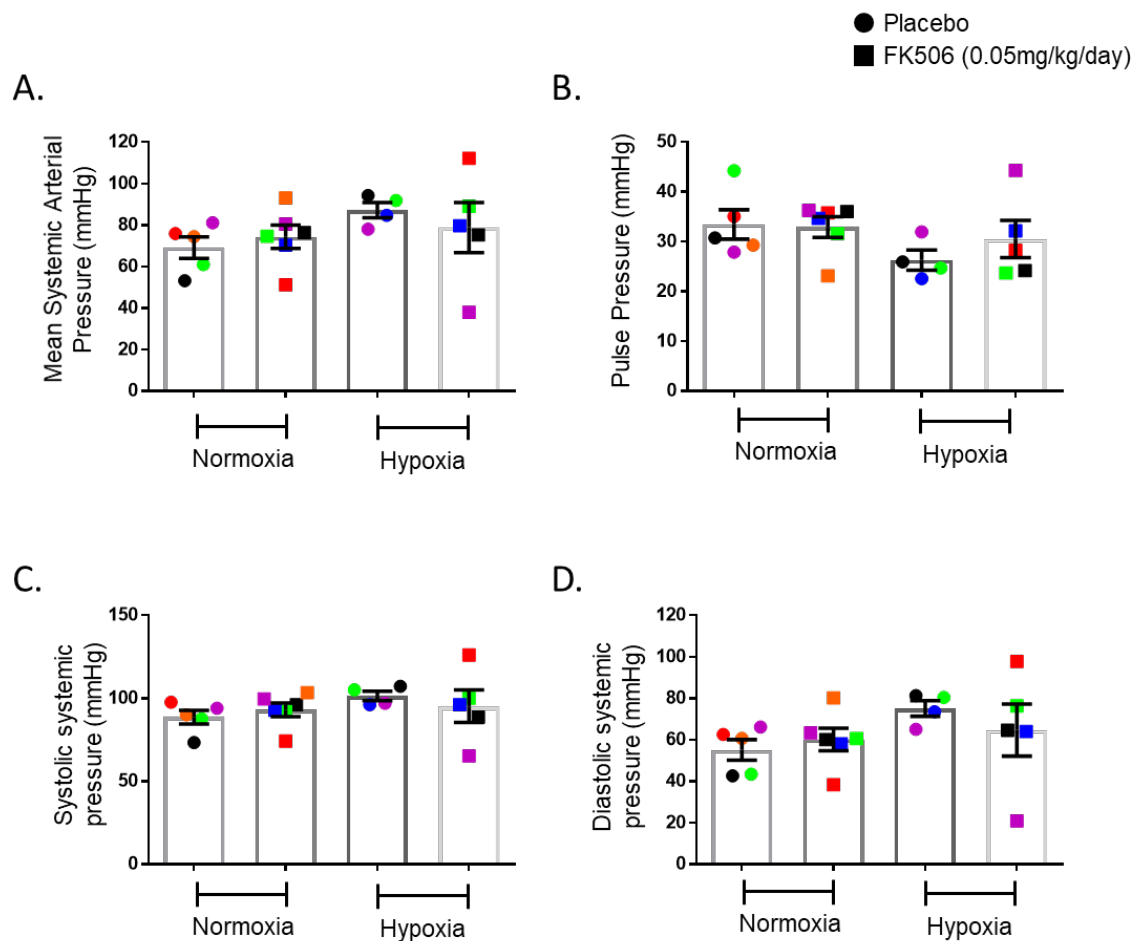 Placebo
FK506 (0.05mg/kg/day)
A.
Mean Systemic Arterial
Pressure (mmHg)
120
100
80
60
40
20
0
Normoxia
Hypoxia
B.
Pulse Pressure (mmHg)
50
40
30
20
10
0
Normoxia
Hypoxia
C.
Systolic systemic
pressure (mmHg)
150
100
50
0
Normoxia
Hypoxia
D.
Diastolic systemic
pressure (mmHg)
120
100
80
60
40
20
0
Normoxia
Hypoxia